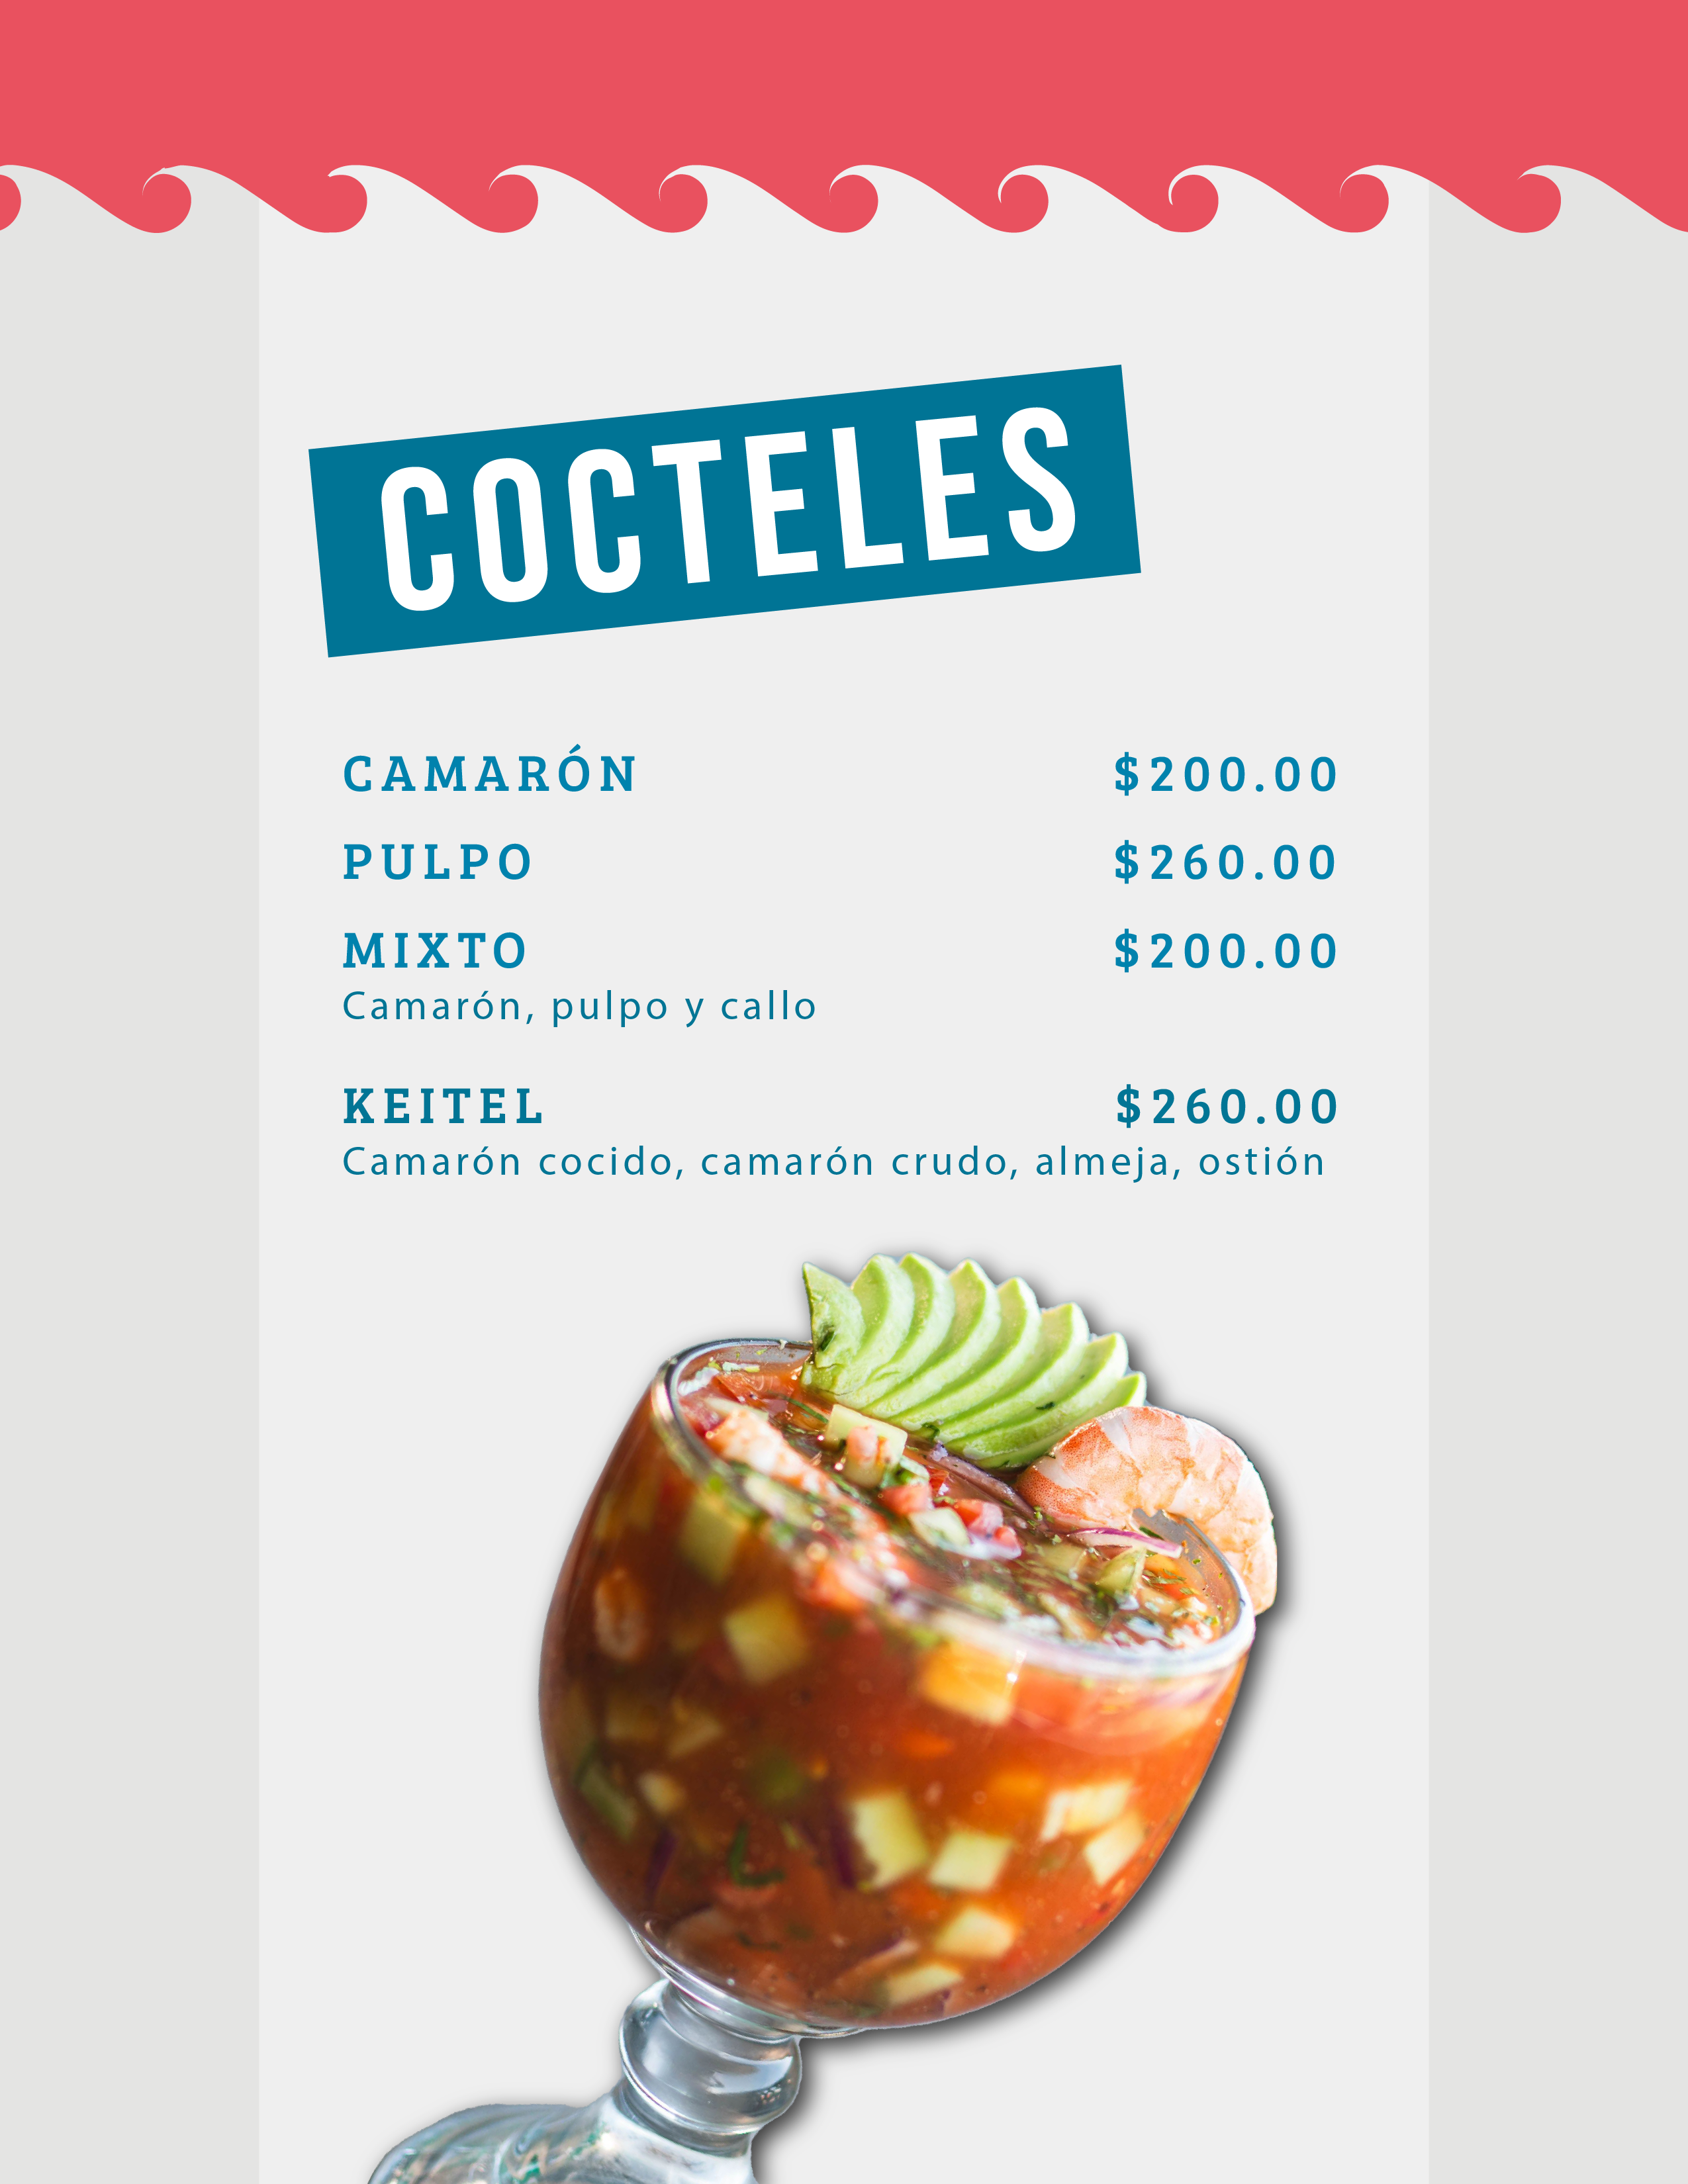 COCTELES
CAMARÓN $200.00
PULPO $260.00
MIXTO $200.00
Camarón, pulpo y callo
KEITEL $260.00
Camarón cocido, camarón crudo, almeja, ostión